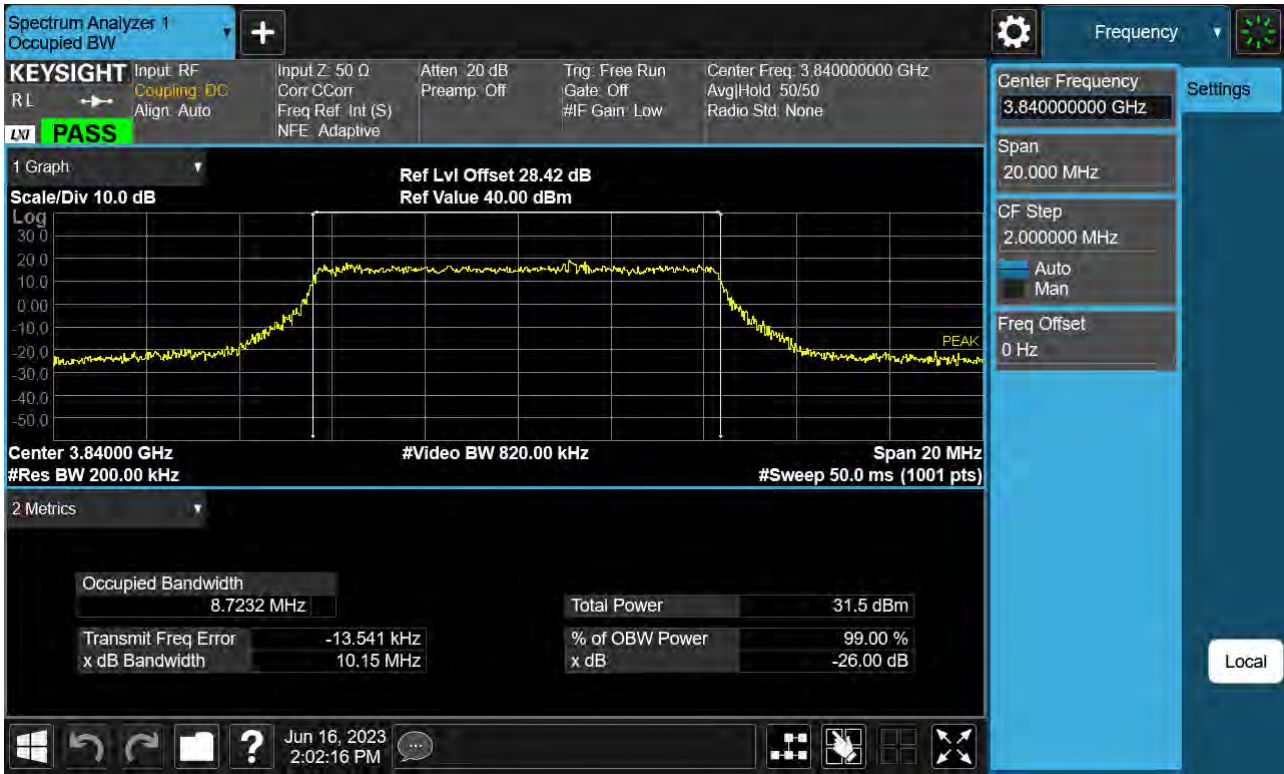 Spectrum Analyzer 1
Occupied BW
+
Frequency
KEYSIGHT
RL
LXI PASS
Input: RF
Coupling: DC
Align: Auto
Input Z: 50 Ω
Corr CCorr
Freq Ref: Int (S)
NFE: Adaptive
Atten: 20 dB
Preamp: Off
Trig: Free Run
Gate: Off
#IF Gain: Low
Center Freq: 3.840000000 GHz
Avg|Hold: 50/50
Radio Std: None
Center Frequency
3.840000000 GHz
Settings
Span
20.000 MHz
CF Step
2.000000 MHz
Auto
Man
Freq Offset
0 Hz
Local
1 Graph
Scale/Div 10.0 dB
Ref Lvl Offset 28.42 dB
Ref Value 40.00 dBm
Log
30.0
20.0
10.0
0.00
-10.0
-20.0
-30.0
-40.0
-50.0
PEAK
Center 3.84000 GHz
#Video BW 820.00 kHz
Span 20 MHz
#Res BW 200.00 kHz
#Sweep 50.0 ms (1001 pts)
2 Metrics
Occupied Bandwidth
8.7232 MHz
Total Power 31.5 dBm
Transmit Freq Error -13.541 kHz
% of OBW Power 99.00 %
x dB Bandwidth 10.15 MHz
x dB -26.00 dB
?
Jun 16, 2023
2:02:16 PM